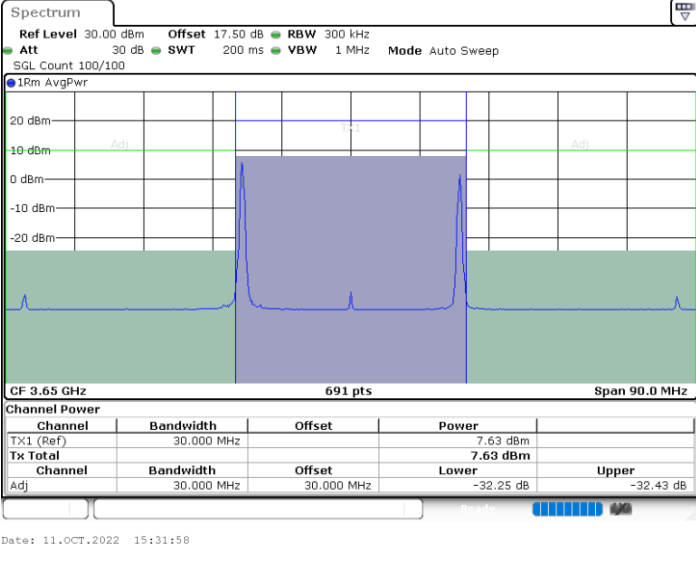 Spectrum
Ref Level 30.00 dBm Offset 17.50 dB RBW 300 kHz
Att 30 dB SWT 200 ms VBW 1 MHz Mode Auto Sweep
SGL Count 100/100
1Rm AvgPwr
20 dBm
TX1
Adj
Adj
10 dBm
0 dBm
-10 dBm
-20 dBm
CF 3.65 GHz 691 pts Span 90.0 MHz
Channel Power
Channel Bandwidth Offset Power
TX1 (Ref) 30.000 MHz 7.63 dBm
Tx Total 7.63 dBm
Channel Bandwidth Offset Lower Upper
Adj 30.000 MHz 30.000 MHz -32.25 dB -32.43 dB
Ready
Date: 11.OCT.2022 15:31:58